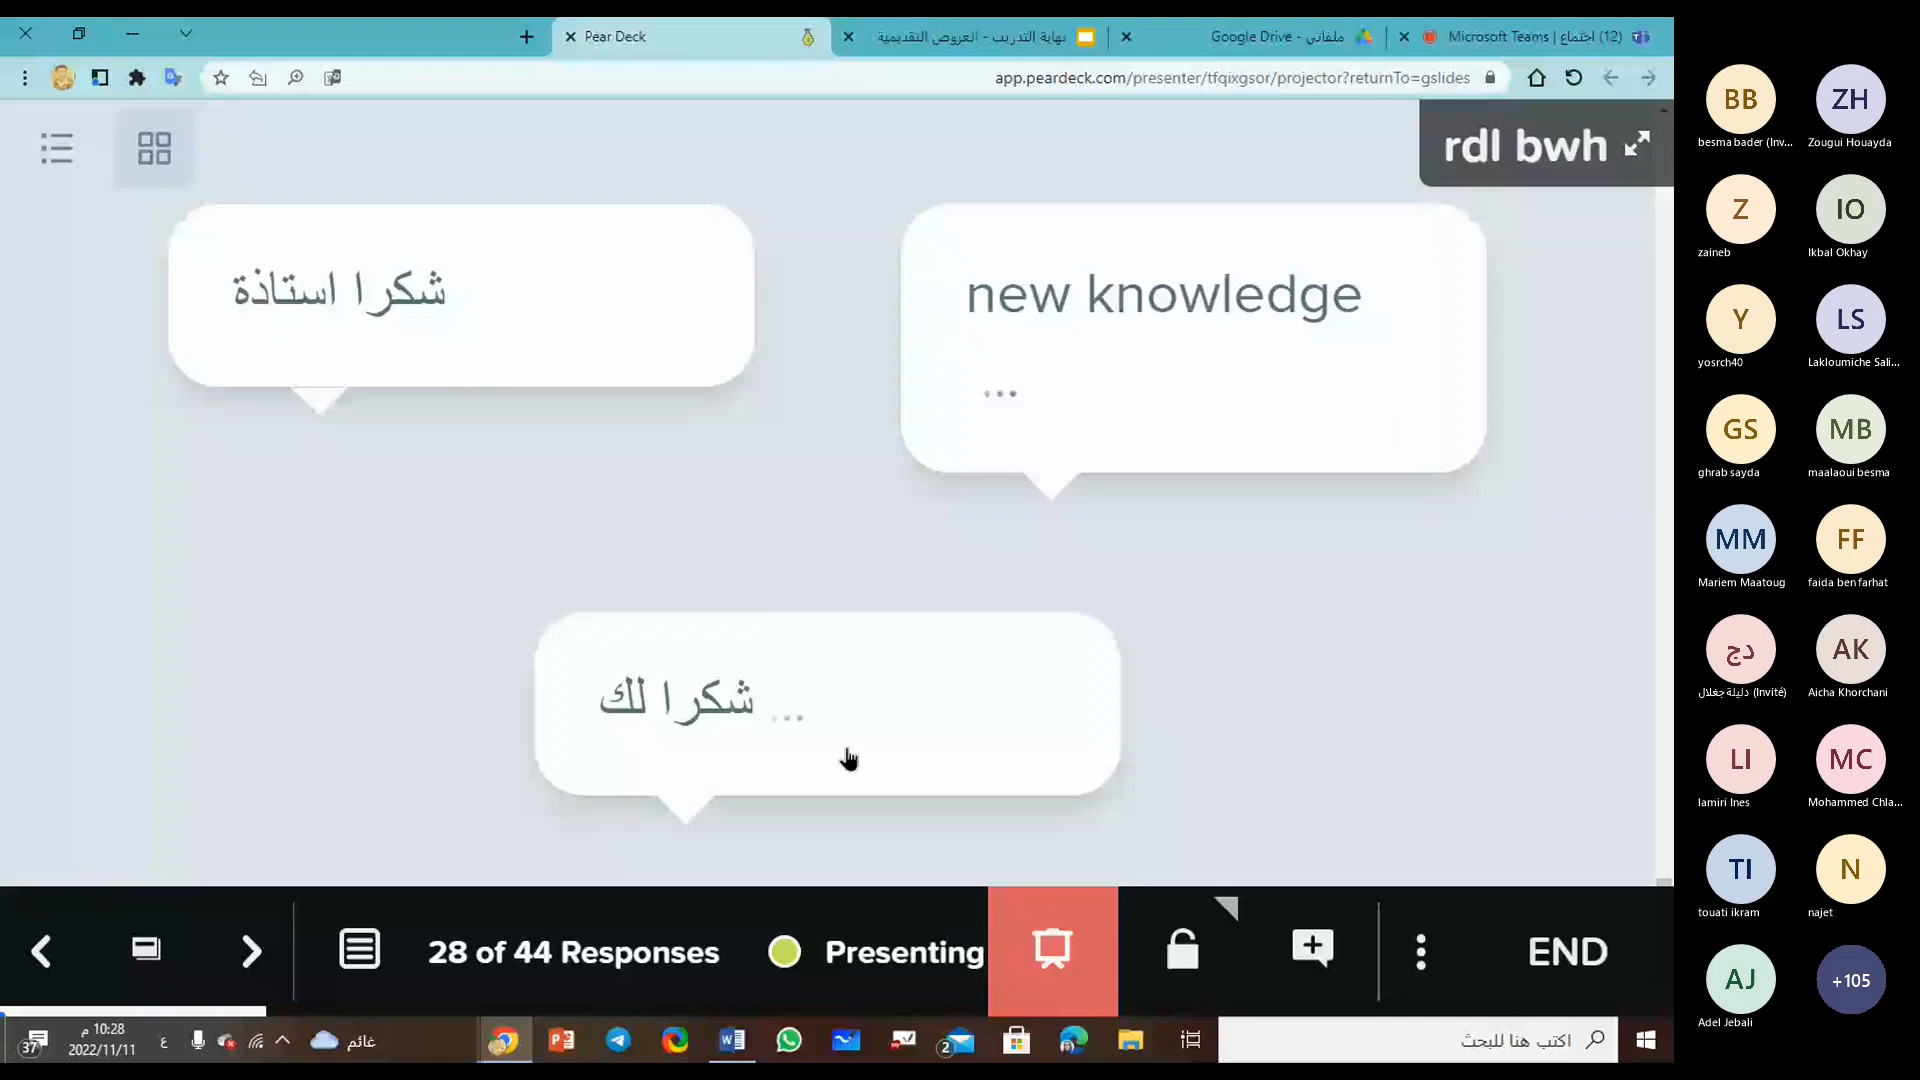 Pear Deck
نهاية التدريب - العروض التقديمية
ملفاتي - Google Drive
(12) اجتماع | Microsoft Teams
app.peardeck.com/presenter/tfqixgsor/projector?returnTo=gslides
rdl bwh
شكرا استاذة
new knowledge
...
شكرا لك ...
28 of 44 Responses
Presenting
END
37
10:28 م
2022/11/11
ع
غائم
2
اكتب هنا للبحث
BB
besma bader (Inv...
ZH
Zougui Houayda
Z
zaineb
IO
Ikbal Okhay
Y
yosrch40
LS
Lakloumiche Sali...
GS
ghrab sayda
MB
maalaoui besma
MM
Mariem Maatoug
FF
faida ben farhat
دج
دليلة جغلال (Invité)
AK
Aicha Khorchani
LI
lamiri Ines
MC
Mohammed Chla...
TI
touati ikram
N
najet
AJ
Adel Jebali
+105